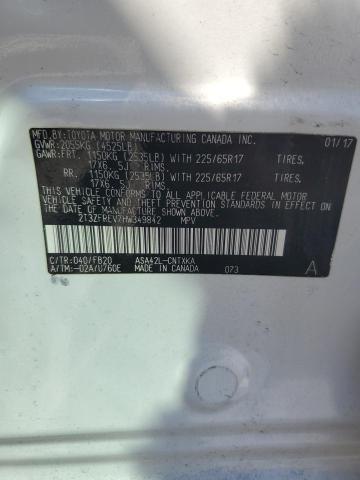 MFD.BY:TOYOTA MOTOR MANUFACTURING CANADA INC. 01/17
GVWR: 2055KG (4525LB)
GAWR:FRT. 1150KG (2535LB) WITH 225/65R17 TIRES,
17X6. 5J RIMS,
RR. 1150KG (2535LB) WITH 225/65R17 TIRES,
17X6. 5J RIMS.
THIS VEHICLE CONFORMS TO ALL APPLICABLE FEDERAL MOTOR
VEHICLE SAFETY AND THEFT PREVENTION STANDARDS IN
EFFECT ON THE DATE OF MANUFACTURE SHOWN ABOVE.
2T3ZFREV7HW349842 MPV
C/TR: 040/FB20 ASA42L-CNTXKA
A/TM:-02A/U760E MADE IN CANADA 073 A